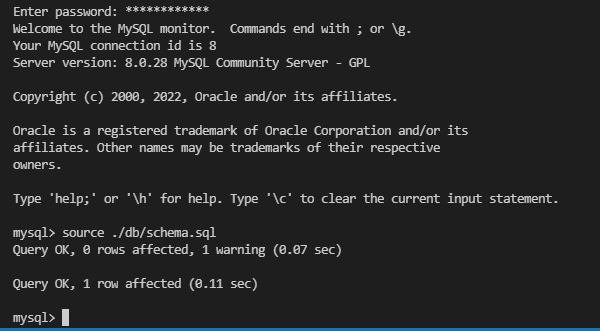 Enter password: ************
Welcome to the MySQL monitor.  Commands end with ; or \g.
Your MySQL connection id is 8
Server version: 8.0.28 MySQL Community Server - GPL
Copyright (c) 2000, 2022, Oracle and/or its affiliates.
Oracle is a registered trademark of Oracle Corporation and/or its
affiliates. Other names may be trademarks of their respective
owners.
Type 'help;' or '\h' for help. Type '\c' to clear the current input statement.
mysql> source ./db/schema.sql
Query OK, 0 rows affected, 1 warning (0.07 sec)
Query OK, 1 row affected (0.11 sec)
mysql>